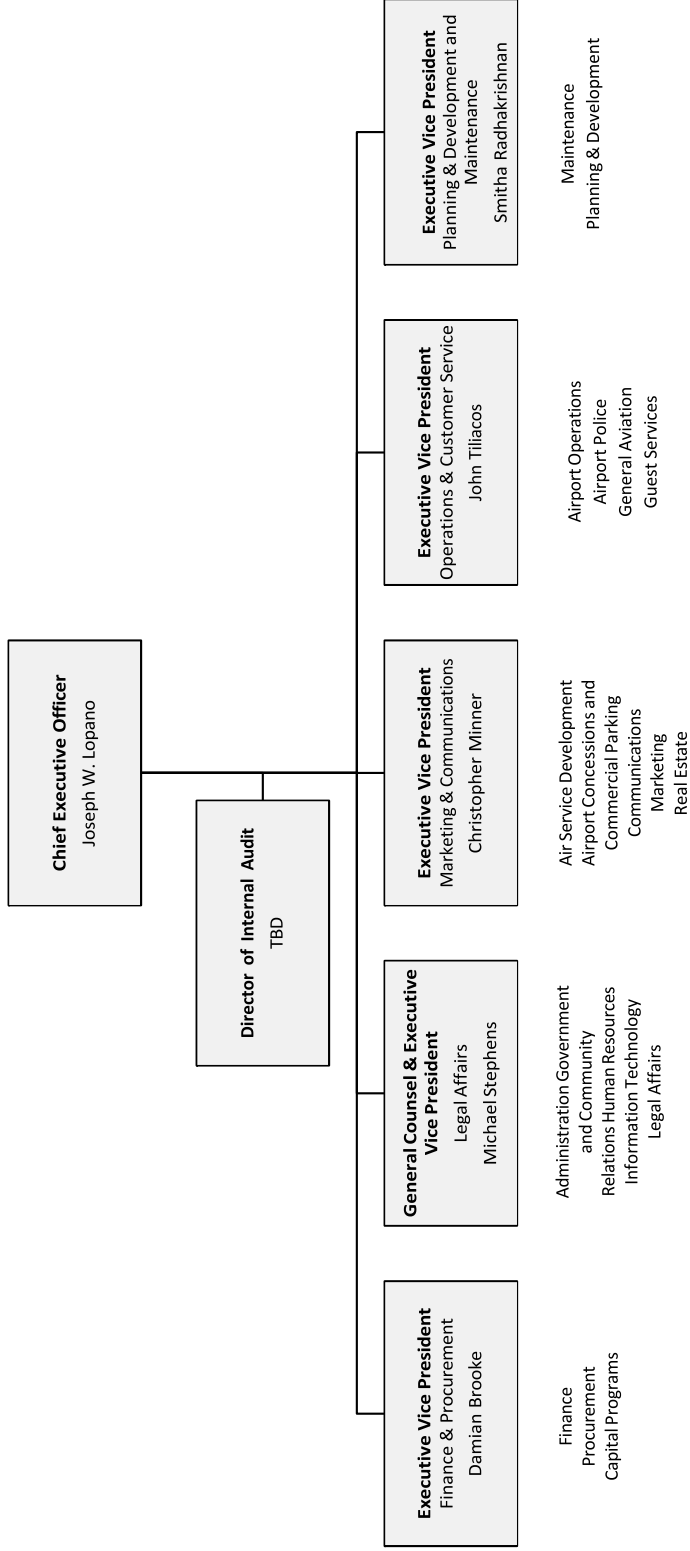 Chief Executive Officer
Joseph W. Lopano
Director of Internal Audit
TBD
Executive Vice President
Finance & Procurement
Damian Brooke
General Counsel & Executive
Vice President
Legal Affairs
Michael Stephens
Executive Vice President
Marketing & Communications
Christopher Minner
Executive Vice President
Operations & Customer Service
John Tiliacos
Executive Vice President
Planning & Development and
Maintenance
Smitha Radhakrishnan
Finance
Procurement
Capital Programs
Administration Government
and Community
Relations Human Resources
Information Technology
Legal Affairs
Air Service Development
Airport Concessions and
Commercial Parking
Communications
Marketing
Real Estate
Airport Operations
Airport Police
General Aviation
Guest Services
Maintenance
Planning & Development